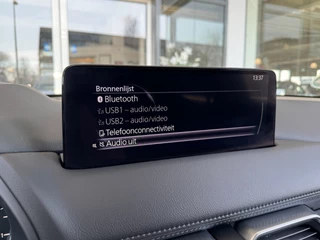 13:37
Bronnenlijst
Bluetooth
USB1 – audio/video
USB2 – audio/video
Telefoonconnectiviteit
Audio uit